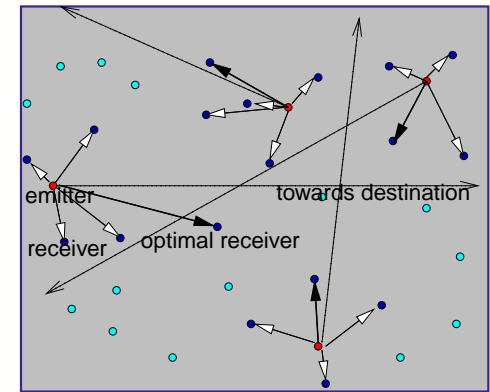 towards destination
emitter
optimal receiver
receiver